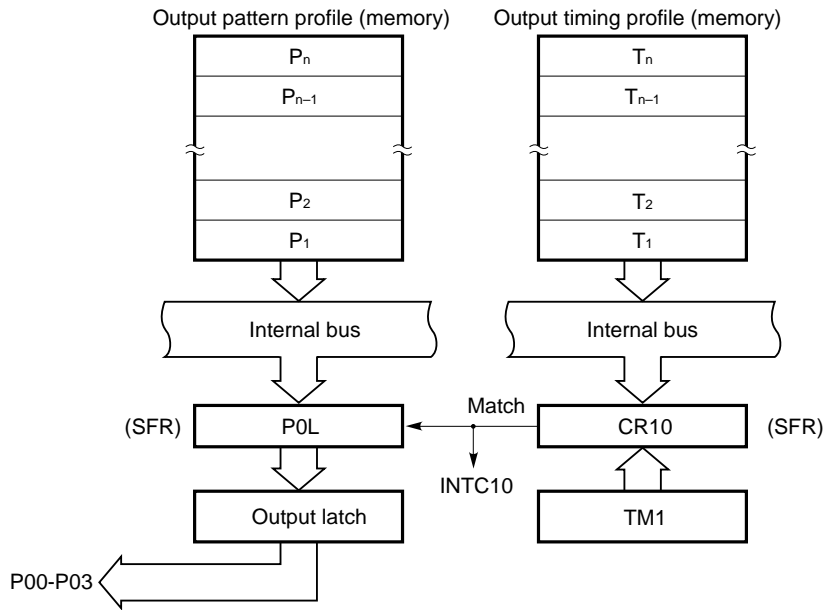 Output pattern profile (memory)
Output timing profile (memory)
Pn
Tn
Pn–1
Tn–1
P2
T2
P1
T1
Internal bus
Internal bus
(SFR)
P0L
Match
CR10
(SFR)
INTC10
Output latch
TM1
P00-P03